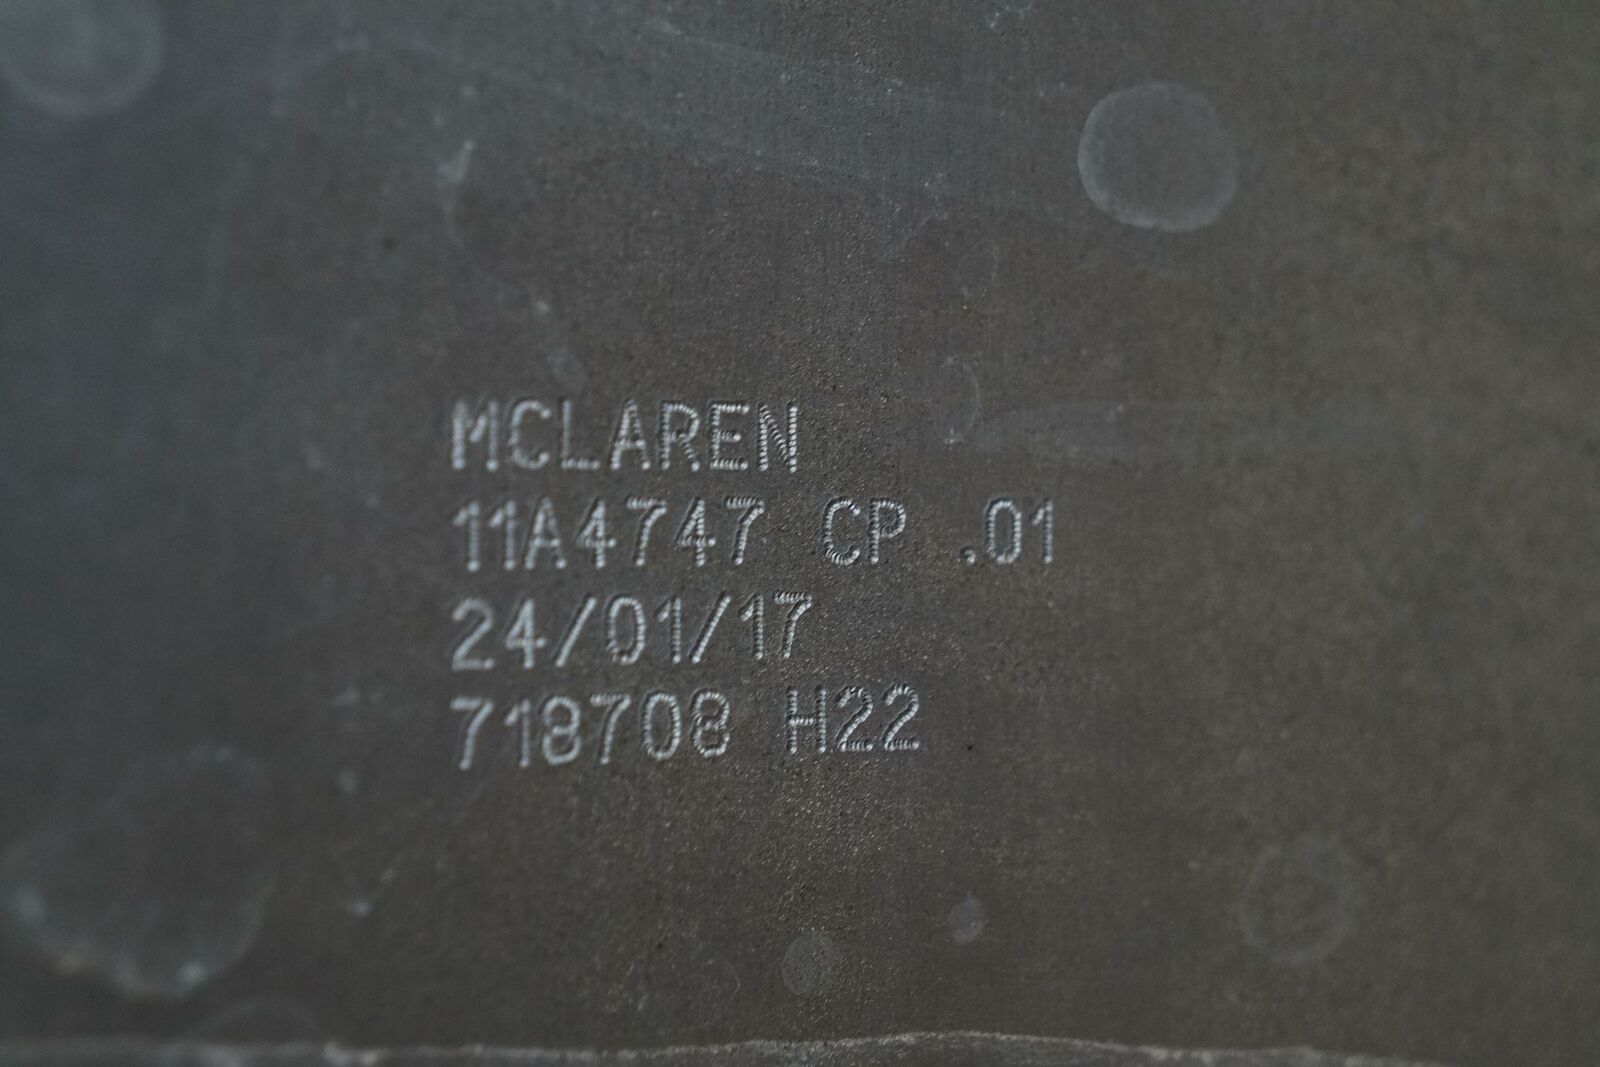 MCLAREN
11A4747 CP .01
24/01/17
718708 H22